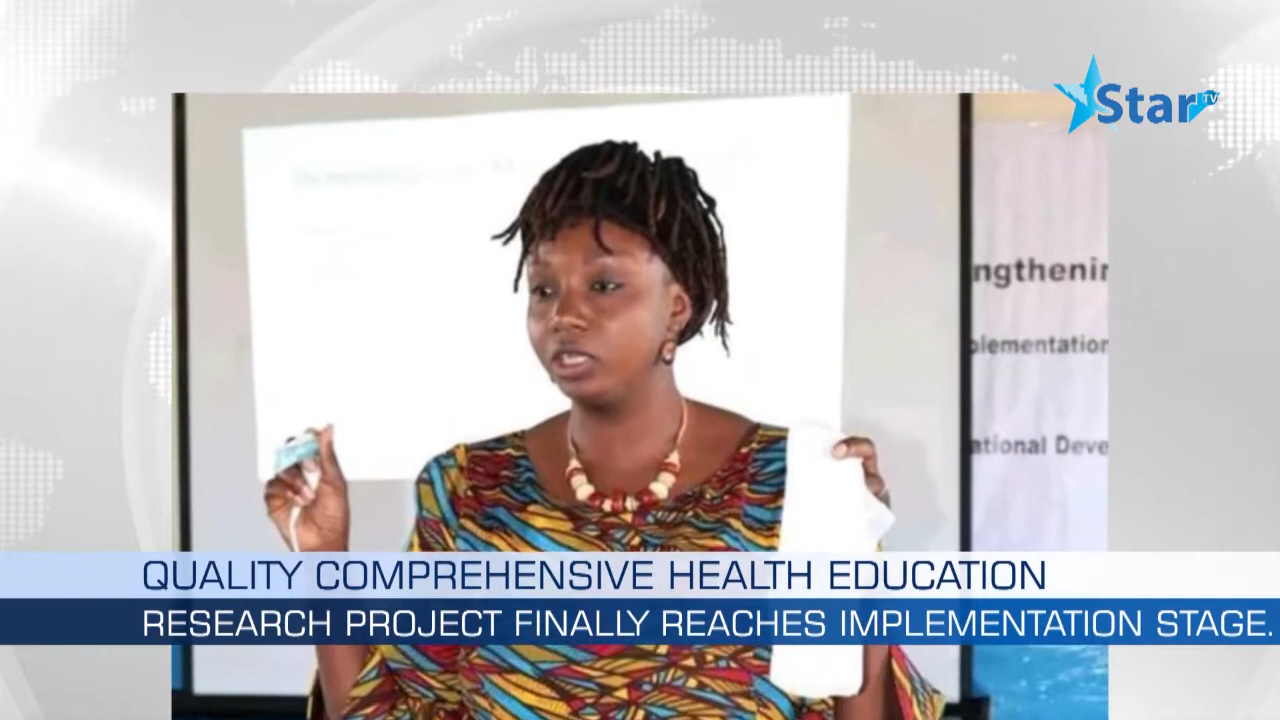 Star TV
ngthenin
plementation
ational Deve
QUALITY COMPREHENSIVE HEALTH EDUCATION
RESEARCH PROJECT FINALLY REACHES IMPLEMENTATION STAGE.